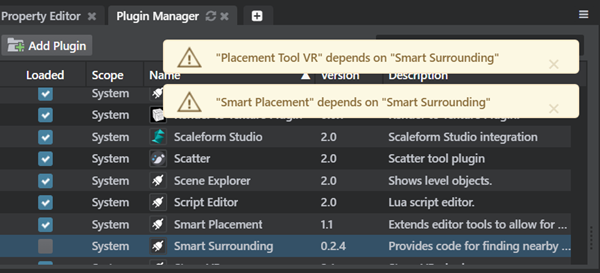 Property Editor
Plugin Manager
Add Plugin
"Placement Tool VR" depends on "Smart Surrounding"
Loaded Scope Name Version Description
"Smart Placement" depends on "Smart Surrounding"
System
System
System Scaleform Studio 2.0 Scaleform Studio integration
System Scatter 2.0 Scatter tool plugin
System Scene Explorer 2.0 Shows level objects.
System Script Editor 2.0 Lua script editor.
System Smart Placement 1.1 Extends editor tools to allow for ...
System Smart Surrounding 0.2.4 Provides code for finding nearby ...